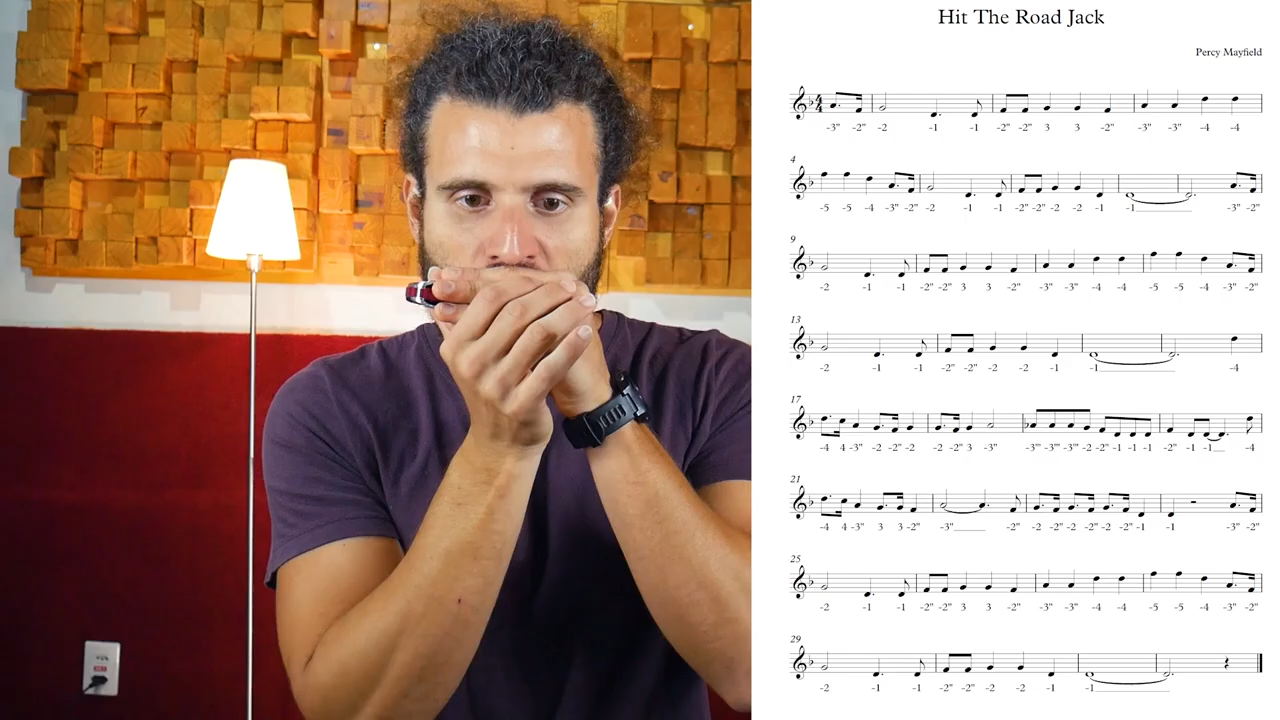 Hit The Road Jack
Percy Mayfield
4
4
-3" -2" -2 -1 -1 -2" -2" 3 3 -2" -3" -3" -4 -4
4
-5 -5 -4 -3" -2" -2 -1 -1 -2" -2" -2 -2 -1 -1 -3" -2"
9
-2 -1 -1 -2" -2" 3 3 -2" -3" -3" -4 -4 -5 -5 -4 -3" -2"
13
-2 -1 -1 -2" -2" -2 -2 -1 -1 -4
17
-4 4 -3" -2 -2" -2 -2 -2" 3 -3" -3"' -3"' -3"' -2 -2" -1 -1 -1 -2" -1 -1 -4
21
-4 4 -3" 3 3 -2" -3" -2" -2 -2" -2 -2" -2 -2" -1 -1 -3" -2"
25
-2 -1 -1 -2" -2" 3 3 -2" -3" -3" -4 -4 -5 -5 -4 -3" -2"
29
-2 -1 -1 -2" -2" -2 -2 -1 -1